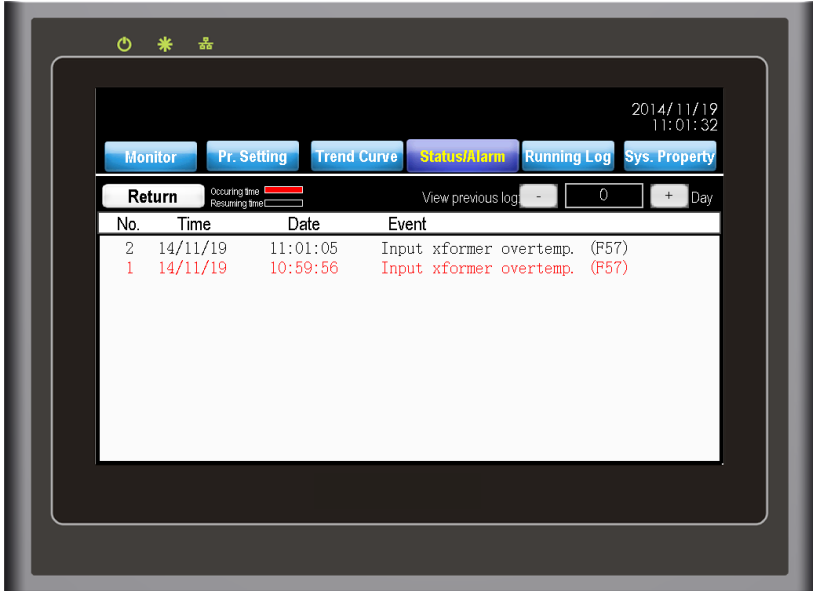 2014/11/19
11:01:32
Monitor Pr. Setting Trend Curve Status/Alarm Running Log Sys. Property
Return Occuring time View previous log: - 0 + Day
Resuming time
No. Time Date Event
2 14/11/19 11:01:05 Input xformer overtemp. (F57)
1 14/11/19 10:59:56 Input xformer overtemp. (F57)